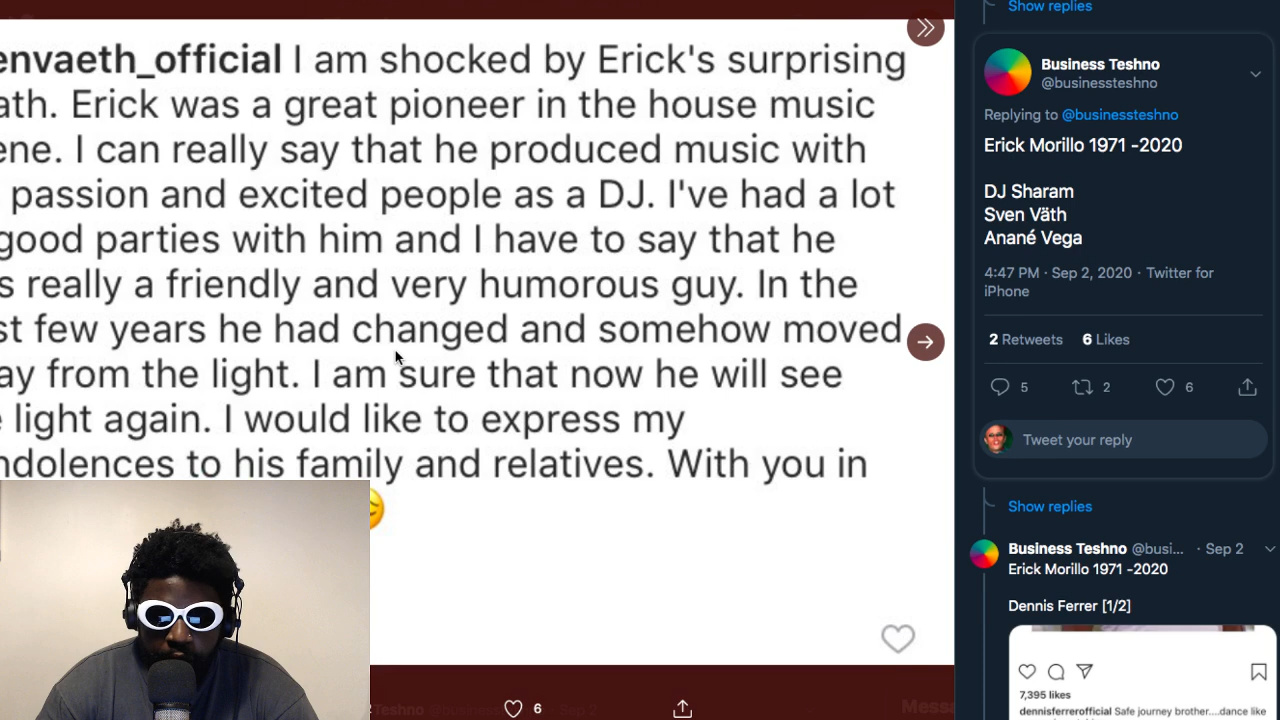 envaeth_official I am shocked by Erick's surprising
ath. Erick was a great pioneer in the house music
ene. I can really say that he produced music with
passion and excited people as a DJ. I've had a lot
good parties with him and I have to say that he
s really a friendly and very humorous guy. In the
st few years he had changed and somehow moved
ay from the light. I am sure that now he will see
e light again. I would like to express my
ndolences to his family and relatives. With you in
6
Show replies
Business Teshno
@businessteshno
Replying to @businessteshno
Erick Morillo 1971 -2020
DJ Sharam
Sven Väth
Anané Vega
4:47 PM · Sep 2, 2020 · Twitter for
iPhone
2 Retweets 6 Likes
5 2 6
Tweet your reply
Show replies
Business Teshno @busi... · Sep 2
Erick Morillo 1971 -2020
Dennis Ferrer [1/2]
7,395 likes
dennisferrerofficial Safe journey brother....dance like